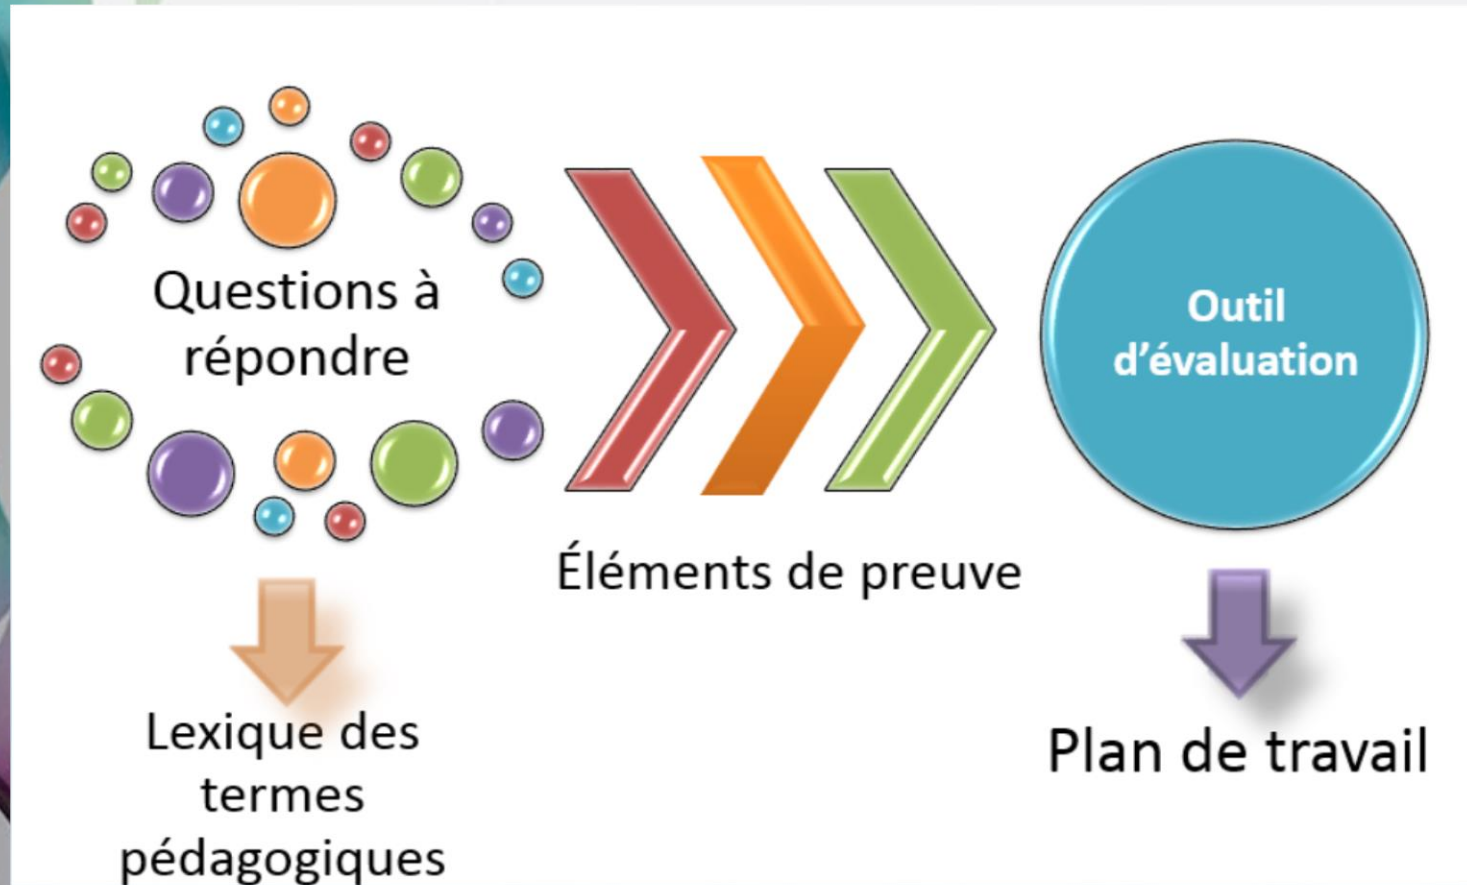 Questions à
répondre
Éléments de preuve
Outil
d’évaluation
Lexique des
termes
pédagogiques
Plan de travail